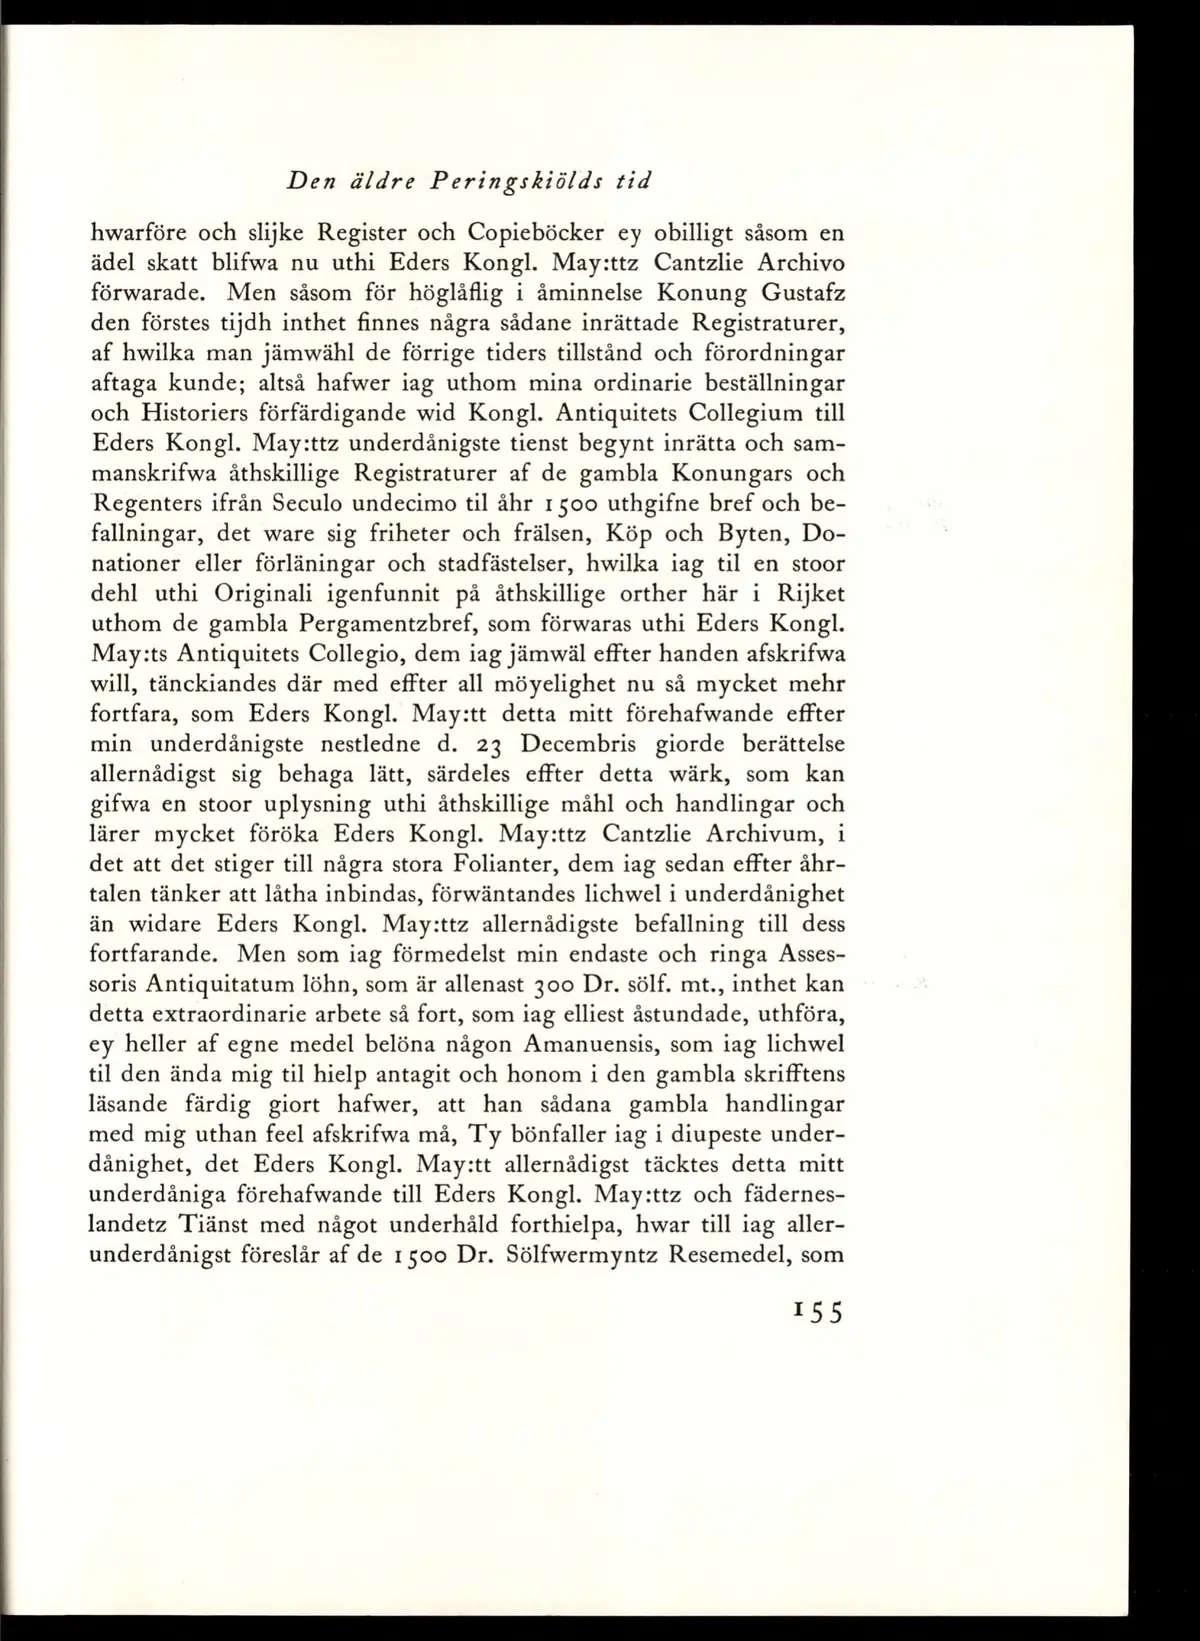 Den äldre Peringskiölds tid
hwarföre och slijke Register och Copieböcker ey obilligt såsom en
ädel skatt blifwa nu uthi Eders Kongl. May:ttz Cantzlie Archivo
förwarade. Men såsom för höglåflig i åminnelse Konung Gustafz
den förstes tijdh inthet finnes några sådane inrättade Registraturer,
af hwilka man jämwähl de förrige tiders tillstånd och förordningar
aftaga kunde; altså hafwer iag uthom mina ordinarie beställningar
och Historiers förfärdigande wid Kongl. Antiquitets Collegium till
Eders Kongl. May:ttz underdånigste tienst begynt inrätta och sam-
manskrifwa åthskillige Registraturer af de gambla Konungars och
Regenters ifrån Seculo undecimo til åhr 1500 uthgifne bref och be-
fallningar, det ware sig friheter och frälsen, Köp och Byten, Do-
nationer eller förläningar och stadfästelser, hwilka iag til en stoor
dehl uthi Originali igenfunnit på åthskillige orther här i Rijket
uthom de gambla Pergamentzbref, som förwaras uthi Eders Kongl.
May:ts Antiquitets Collegio, dem iag jämwäl effter handen afskrifwa
will, tänckiandes där med effter all möyelighet nu så mycket mehr
fortfara, som Eders Kongl. May:tt detta mitt förehafwande effter
min underdånigste nestledne d. 23 Decembris giorde berättelse
allernådigst sig behaga lätt, särdeles effter detta wärk, som kan
gifwa en stoor uplysning uthi åthskillige måhl och handlingar och
lärer mycket föröka Eders Kongl. May:ttz Cantzlie Archivum, i
det att det stiger till några stora Folianter, dem iag sedan effter åhr-
talen tänker att låtha inbindas, förwäntandes lichwel i underdånighet
än widare Eders Kongl. May:ttz allernådigste befallning till dess
fortfarande. Men som iag förmedelst min endaste och ringa Asses-
soris Antiquitatum löhn, som är allenast 300 Dr. sölf. mt., inthet kan
detta extraordinarie arbete så fort, som iag elliest åstundade, uthföra,
ey heller af egne medel belöna någon Amanuensis, som iag lichwel
til den ända mig til hielp antagit och honom i den gambla skrifftens
läsande färdig giort hafwer, att han sådana gambla handlingar
med mig uthan feel afskrifwa må, Ty bönfaller iag i diupeste under-
dånighet, det Eders Kongl. May:tt allernådigst täcktes detta mitt
underdåniga förehafwande till Eders Kongl. May:ttz och fädernes-
landetz Tiänst med något underhåld forthielpa, hwar till iag aller-
underdånigst föreslår af de 1500 Dr. Sölfwermyntz Resemedel, som
155